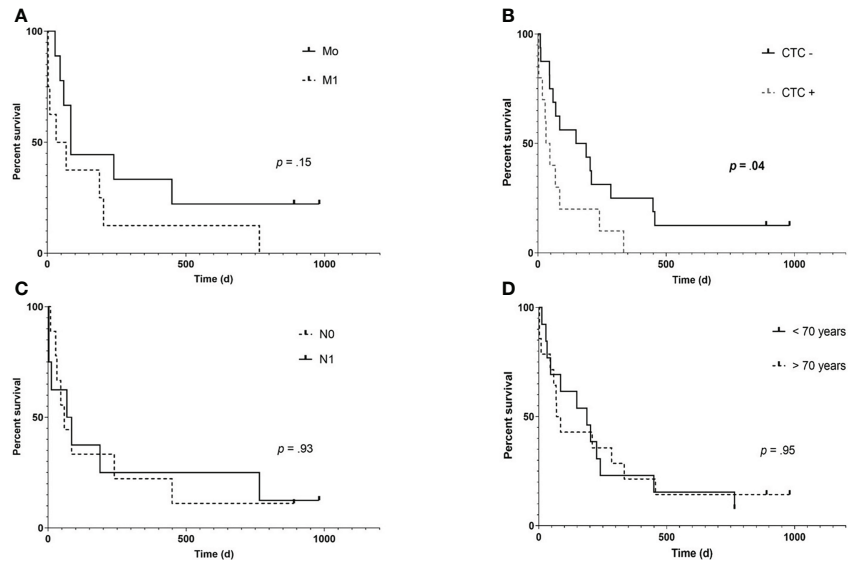 A
Percent survival
100
50
0
Mo
M1
p = .15
0
500
1000
Time (d)
B
Percent survival
100
50
0
CTC -
CTC +
p = .04
0
500
1000
Time (d)
C
Percent survival
100
50
0
N0
N1
p = .93
0
500
1000
Time (d)
D
Percent survival
100
50
0
< 70 years
> 70 years
p = .95
0
500
1000
Time (d)